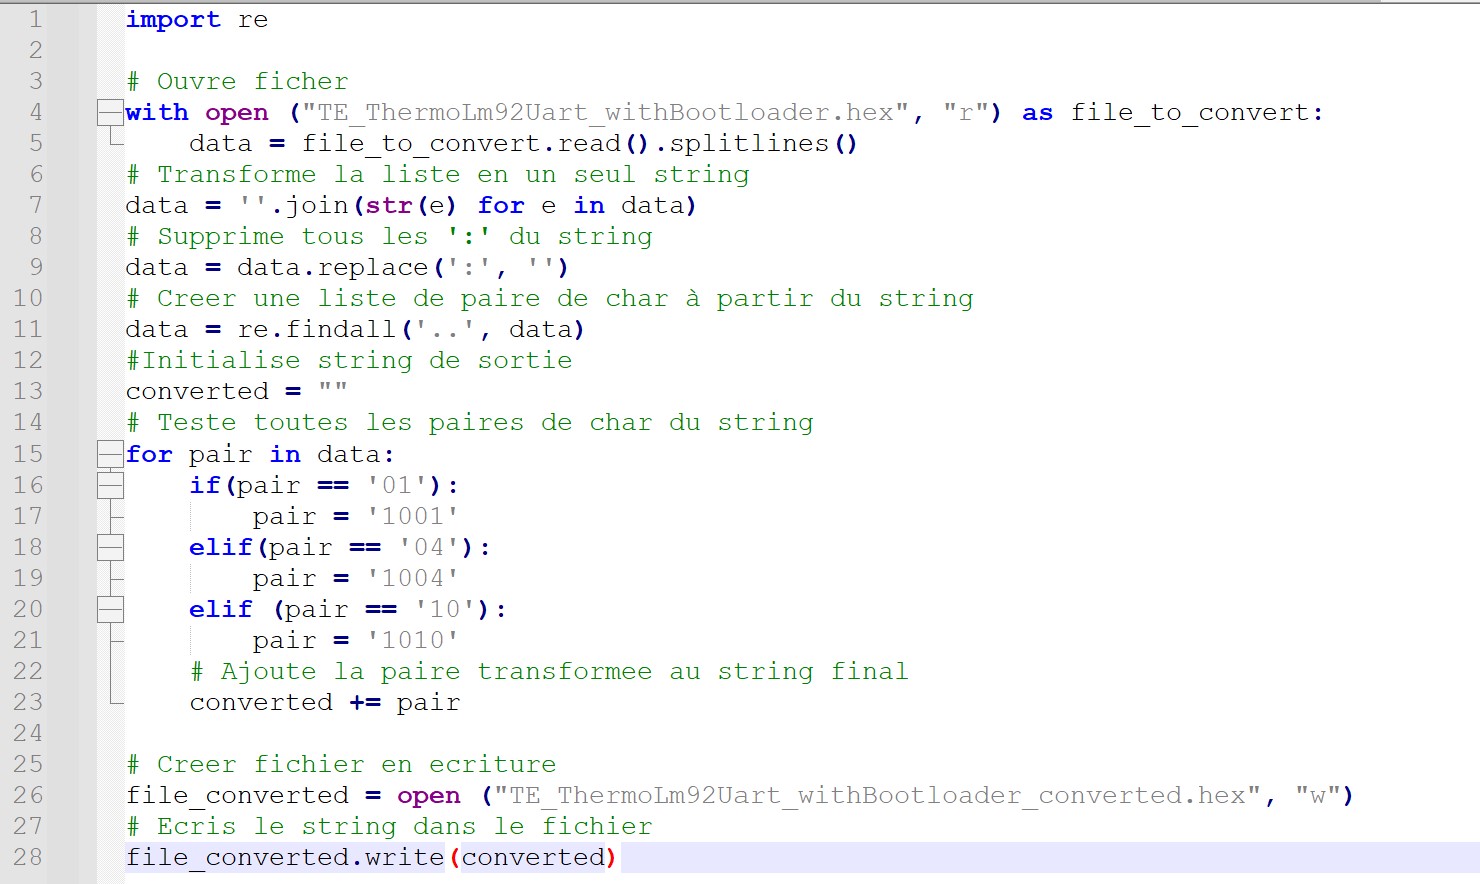 1 import re
2
3 # Ouvre ficher
4 with open ("TE_ThermoLm92Uart_withBootloader.hex", "r") as file_to_convert:
5     data = file_to_convert.read().splitlines()
6 # Transforme la liste en un seul string
7 data = ''.join(str(e) for e in data)
8 # Supprime tous les ':' du string
9 data = data.replace(':', '')
10 # Creer une liste de paire de char à partir du string
11 data = re.findall('..', data)
12 #Initialise string de sortie
13 converted = ""
14 # Teste toutes les paires de char du string
15 for pair in data:
16     if(pair == '01'):
17         pair = '1001'
18     elif(pair == '04'):
19         pair = '1004'
20     elif (pair == '10'):
21         pair = '1010'
22     # Ajoute la paire transformee au string final
23     converted += pair
24
25 # Creer fichier en ecriture
26 file_converted = open ("TE_ThermoLm92Uart_withBootloader_converted.hex", "w")
27 # Ecris le string dans le fichier
28 file_converted.write(converted)